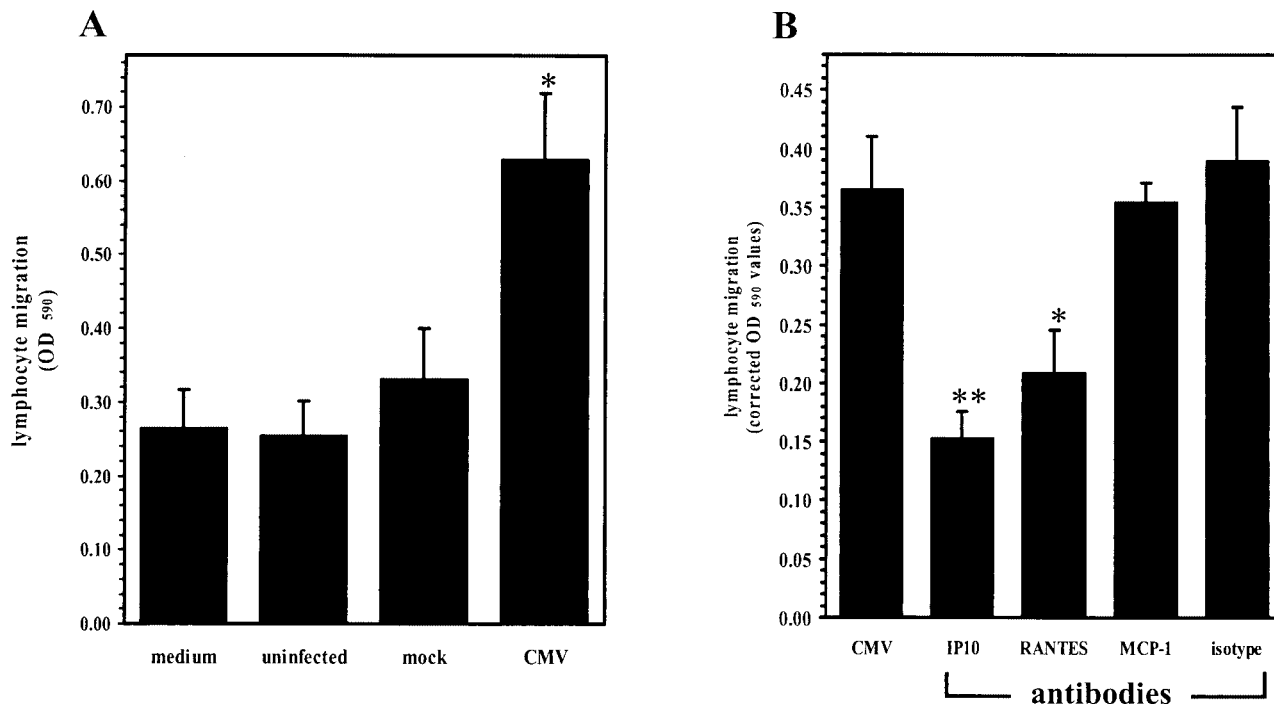 A
lymphocyte migration
(OD 590)
0.70
0.60
0.50
0.40
0.30
0.20
0.10
0.00
*
medium uninfected mock CMV
B
lymphocyte migration
(corrected OD 590 values)
0.45
0.40
0.35
0.30
0.25
0.20
0.15
0.10
0.05
0.00
**
*
CMV IP10 RANTES MCP-1 isotype
antibodies